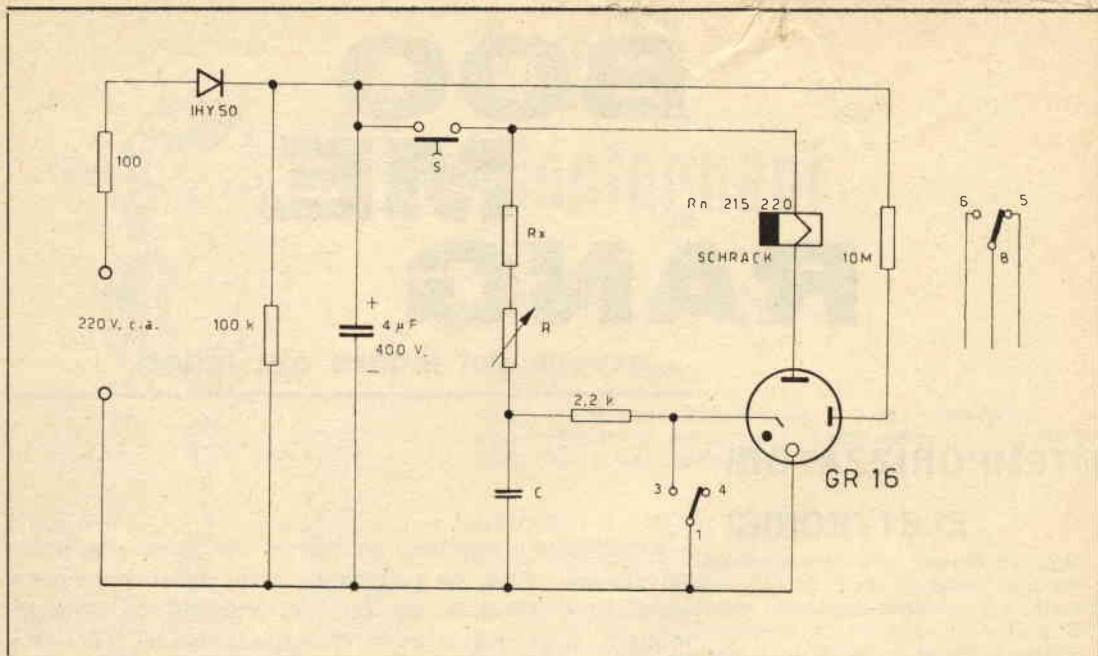 1HY50
100
S
6
5
8
Rx
Rn 215 220
SCHRACK
10M
220 V. c.a.
100 k
+
4 µF
400 V.
–
R
2,2 k
3
4
1
C
GR 16